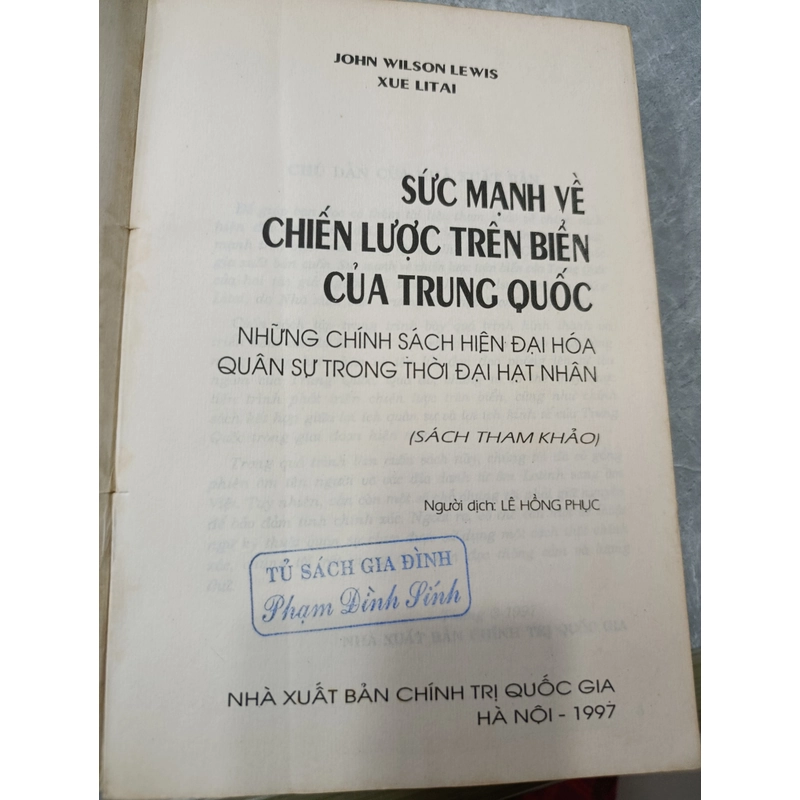 JOHN WILSON LEWIS
XUE LITAI
SỨC MẠNH VỀ
CHIẾN LƯỢC TRÊN BIỂN
CỦA TRUNG QUỐC
NHỮNG CHÍNH SÁCH HIỆN ĐẠI HÓA
QUÂN SỰ TRONG THỜI ĐẠI HẠT NHÂN
(SÁCH THAM KHẢO)
Người dịch: LÊ HỒNG PHỤC
TỦ SÁCH GIA ĐÌNH
Phạm Đình Sính
NHÀ XUẤT BẢN CHÍNH TRỊ QUỐC GIA
HÀ NỘI - 1997